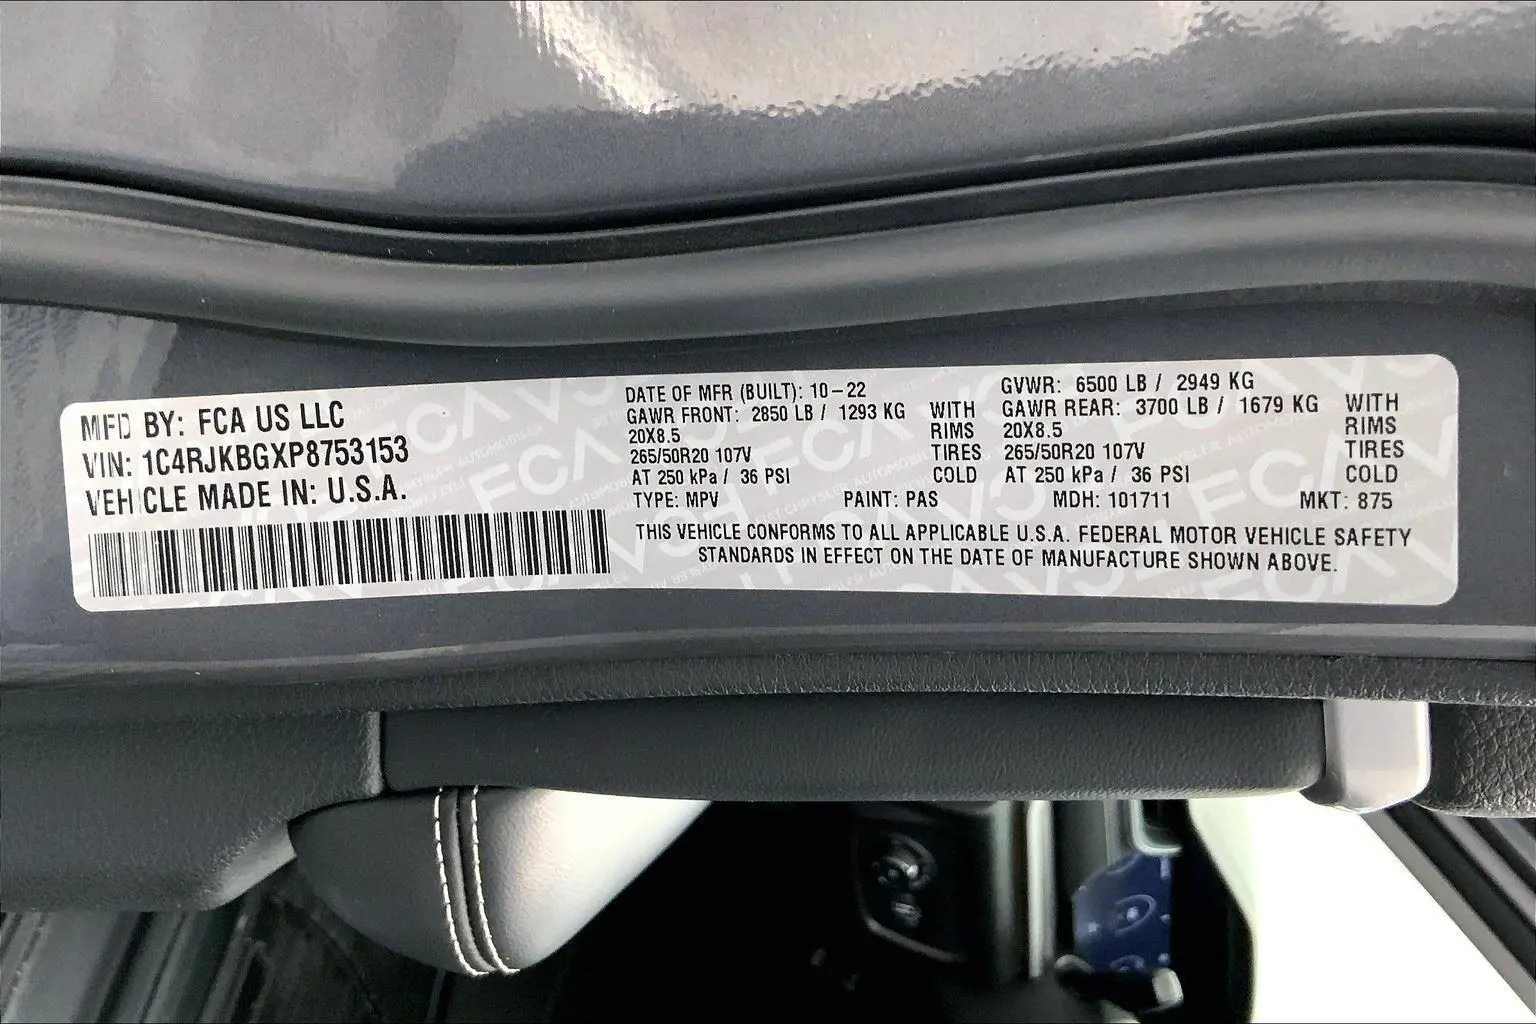 MFD BY: FCA US LLC
VIN: 1C4RJKBGXP8753153
VEHICLE MADE IN: U.S.A.
DATE OF MFR (BUILT): 10-22
GAWR FRONT: 2850 LB / 1293 KG WITH
20X8.5 RIMS
265/50R20 107V TIRES
AT 250 kPa / 36 PSI COLD
GVWR: 6500 LB / 2949 KG
GAWR REAR: 3700 LB / 1679 KG WITH
20X8.5 RIMS
265/50R20 107V TIRES
AT 250 kPa / 36 PSI COLD
TYPE: MPV PAINT: PAS MDH: 101711 MKT: 875
THIS VEHICLE CONFORMS TO ALL APPLICABLE U.S.A. FEDERAL MOTOR VEHICLE SAFETY
STANDARDS IN EFFECT ON THE DATE OF MANUFACTURE SHOWN ABOVE.